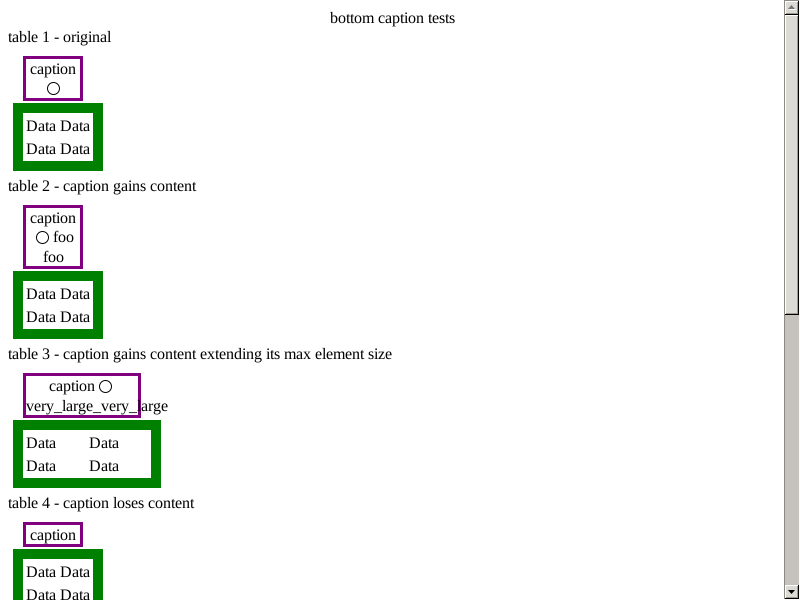 bottom caption tests
table 1 - original
caption
Data Data
Data Data
table 2 - caption gains content
caption
foo
foo
Data Data
Data Data
table 3 - caption gains content extending its max element size
caption
very_large_very_large
Data Data
Data Data
table 4 - caption loses content
caption
Data Data
Data Data